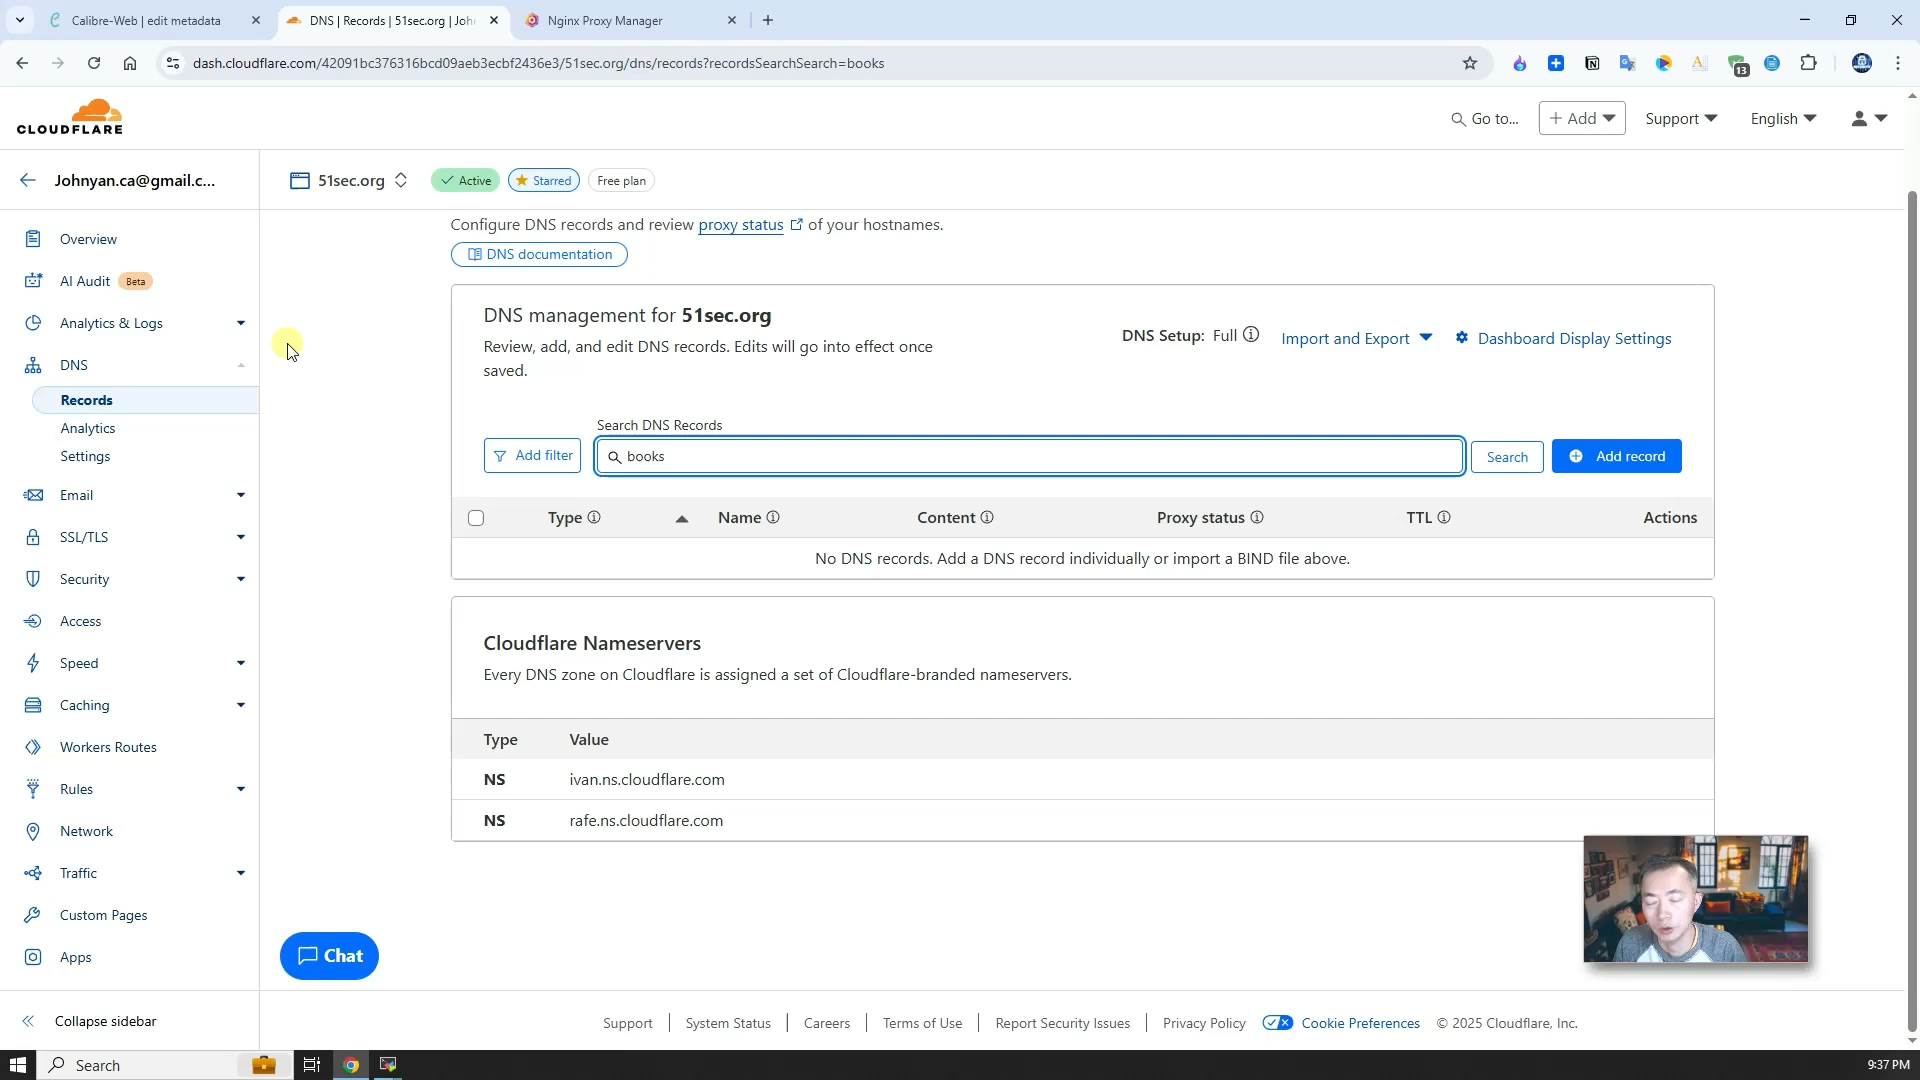 Calibre-Web | edit metadata
DNS | Records | 51sec.org | John
Nginx Proxy Manager
dash.cloudflare.com/42091bc376316bcd09aeb3ecbf2436e3/51sec.org/dns/records?recordsSearchSearch=books
13
CLOUDFLARE
Go to...
Add
Support
English
Johnyan.ca@gmail.c...
51sec.org
Active
Starred
Free plan
Overview
AI Audit
Beta
Analytics & Logs
DNS
Records
Analytics
Settings
Email
SSL/TLS
Security
Access
Speed
Caching
Workers Routes
Rules
Network
Traffic
Custom Pages
Apps
Collapse sidebar
Configure DNS records and review proxy status of your hostnames.
DNS documentation
DNS management for 51sec.org
Review, add, and edit DNS records. Edits will go into effect once
saved.
DNS Setup: Full
Import and Export
Dashboard Display Settings
Search DNS Records
Add filter
books
Search
Add record
Type
Name
Content
Proxy status
TTL
Actions
No DNS records. Add a DNS record individually or import a BIND file above.
Cloudflare Nameservers
Every DNS zone on Cloudflare is assigned a set of Cloudflare-branded nameservers.
Type Value
NS ivan.ns.cloudflare.com
NS rafe.ns.cloudflare.com
Chat
Support
System Status
Careers
Terms of Use
Report Security Issues
Privacy Policy
Cookie Preferences
© 2025 Cloudflare, Inc.
Search
9:37 PM